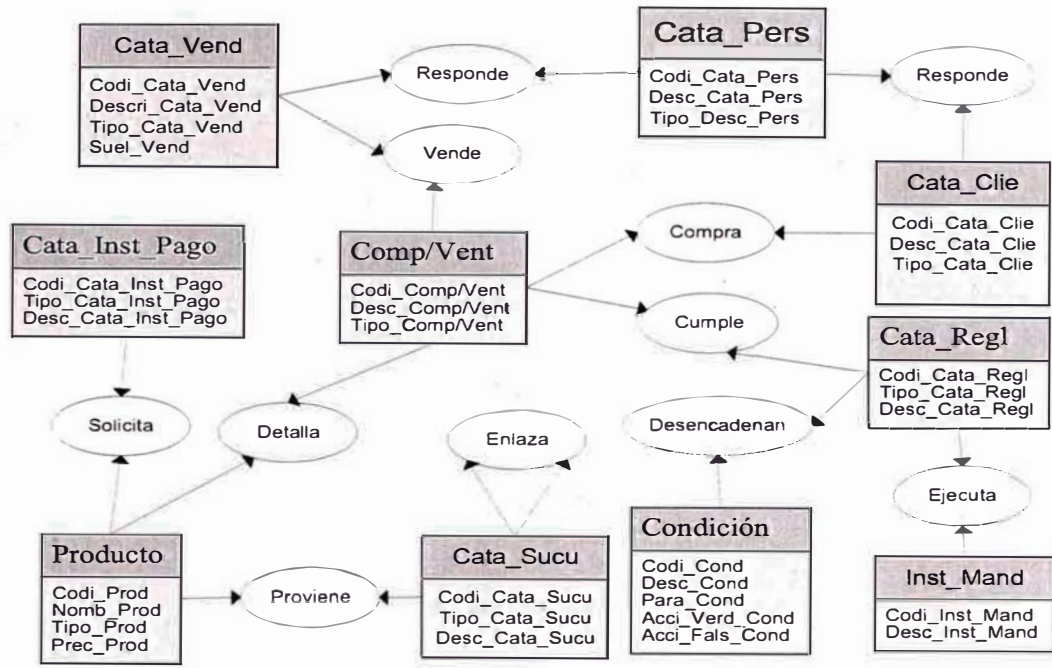 Cata_Vend
Codi_Cata_Vend
Descri_Cata_Vend
Tipo_Cata_Vend
Suel_Vend
Responde
Vende
Cata_Pers
Codi_Cata_Pers
Desc_Cata_Pers
Tipo_Desc_Pers
Responde
Cata_Clie
Codi_Cata_Clie
Desc_Cata_Clie
Tipo_Cata_Clie
Cata_Inst_Pago
Codi_Cata_Inst_Pago
Tipo_Cata_Inst_Pago
Desc_Cata_Inst_Pago
Comp/Vent
Codi_Comp/Vent
Desc_Comp/Vent
Tipo_Comp/Vent
Compra
Cumple
Cata_Regl
Codi_Cata_Regl
Tipo_Cata_Regl
Desc_Cata_Regl
Solicita
Detalla
Enlaza
Desencadenan
Ejecuta
Producto
Codi_Prod
Nomb_Prod
Tipo_Prod
Prec_Prod
Proviene
Cata_Sucu
Codi_Cata_Sucu
Tipo_Cata_Sucu
Desc_Cata_Sucu
Condición
Codi_Cond
Desc_Cond
Para_Cond
Acci_Verd_Cond
Acci_Fals_Cond
Inst_Mand
Codi_Inst_Mand
Desc_Inst_Mand